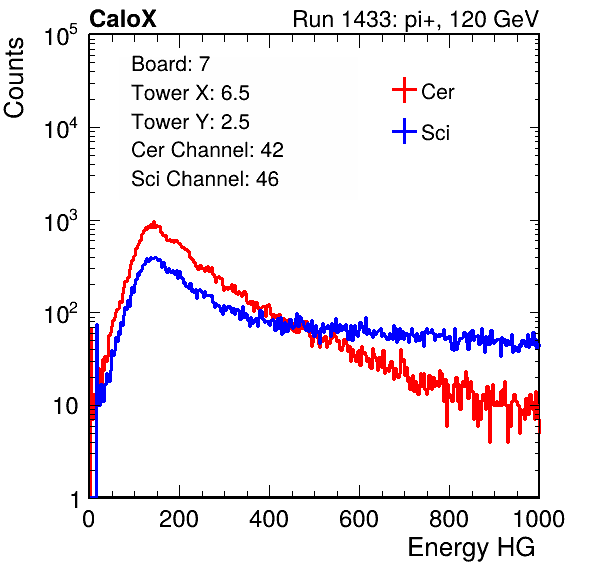 CaloX Run 1433: pi+, 120 GeV
Board: 7
Tower X: 6.5
Tower Y: 2.5
Cer Channel: 42
Sci Channel: 46
Cer
Sci
Counts
10^5
10^4
10^3
10^2
10
1
0 200 400 600 800 1000
Energy HG